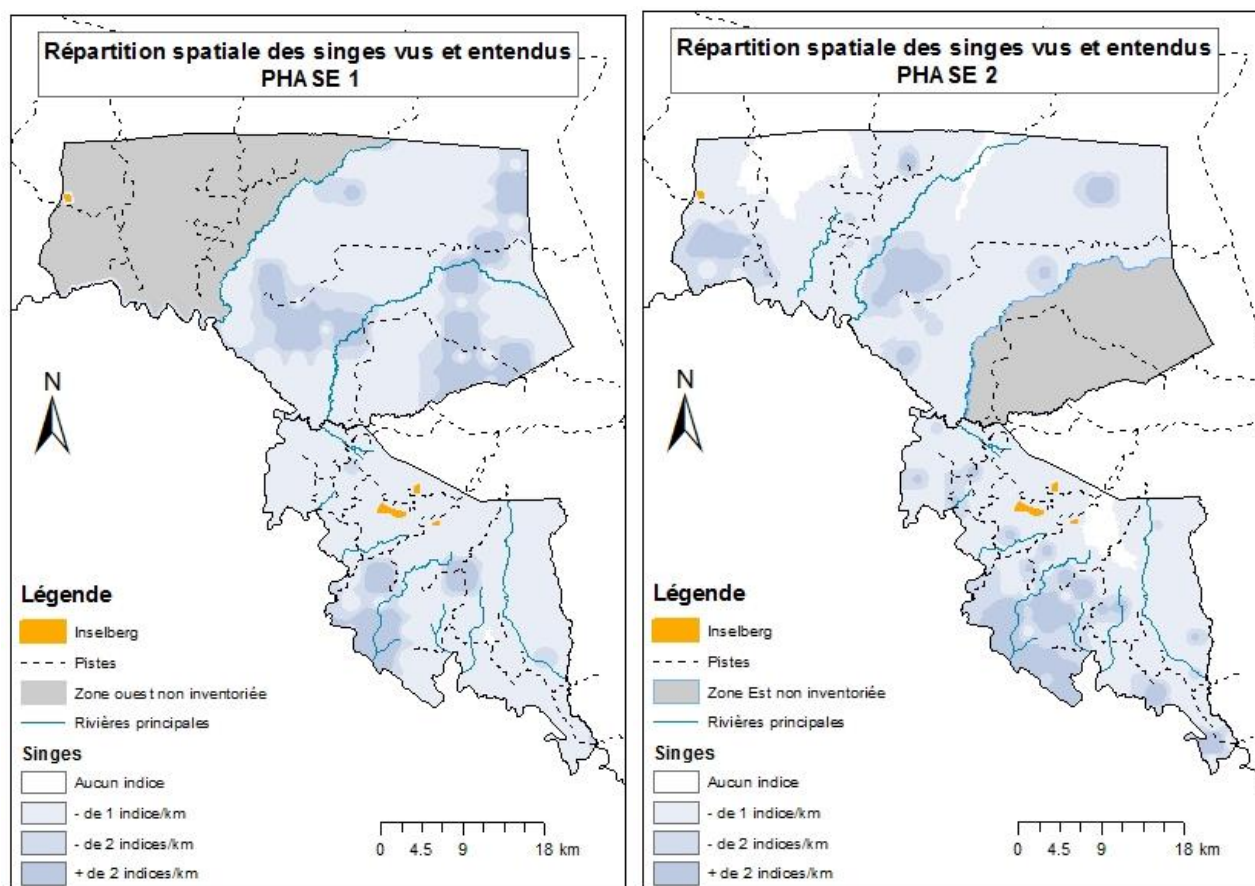 Répartition spatiale des singes vus et entendus
PHASE 1
N
Légende
Inselberg
Pistes
Zone ouest non inventoriée
Rivières principales
Singes
Aucun indice
- de 1 indice/km
- de 2 indices/km
+ de 2 indices/km
0 4.5 9 18 km
Répartition spatiale des singes vus et entendus
PHASE 2
N
Légende
Inselberg
Pistes
Zone Est non inventoriée
Rivières principales
Singes
Aucun indice
- de 1 indice/km
- de 2 indices/km
+ de 2 indices/km
0 4.5 9 18 km